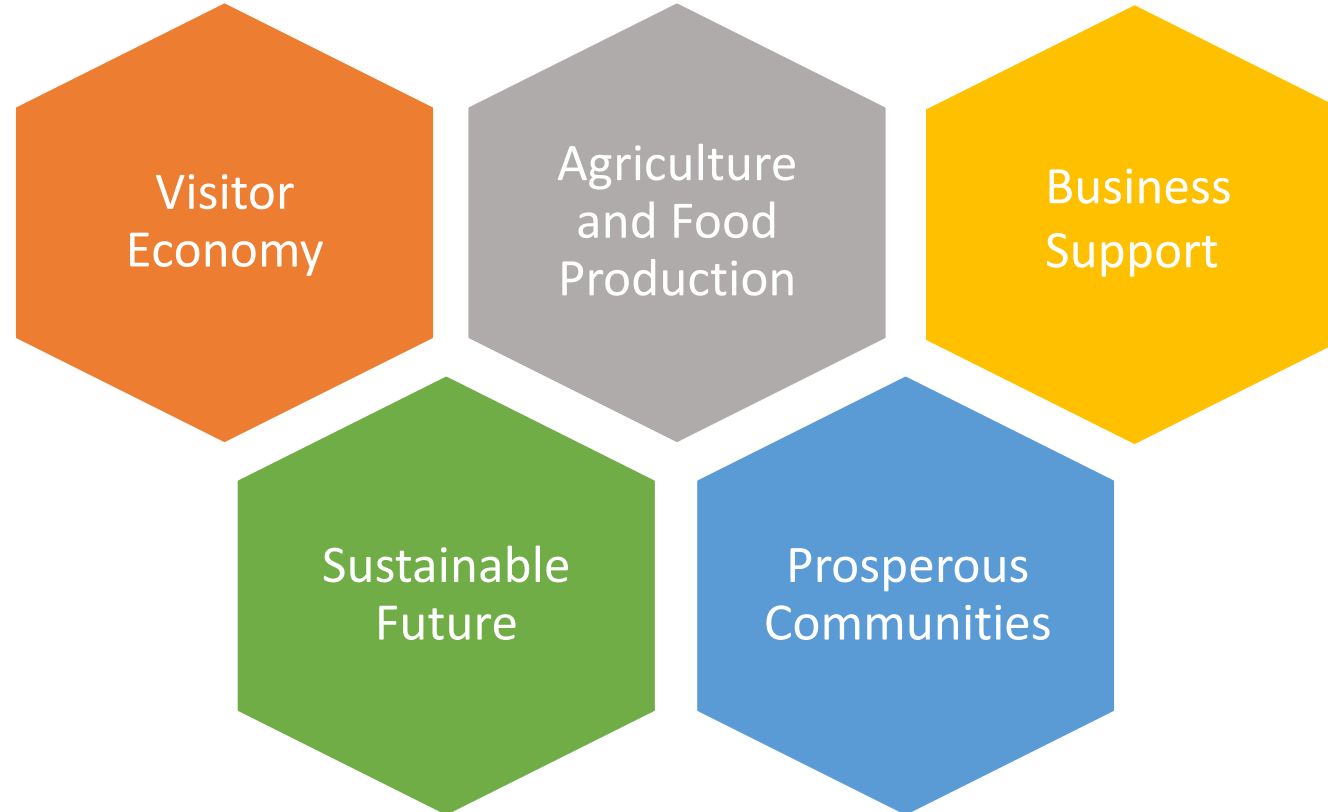 Visitor
Economy
Agriculture
and Food
Production
Business
Support
Sustainable
Future
Prosperous
Communities